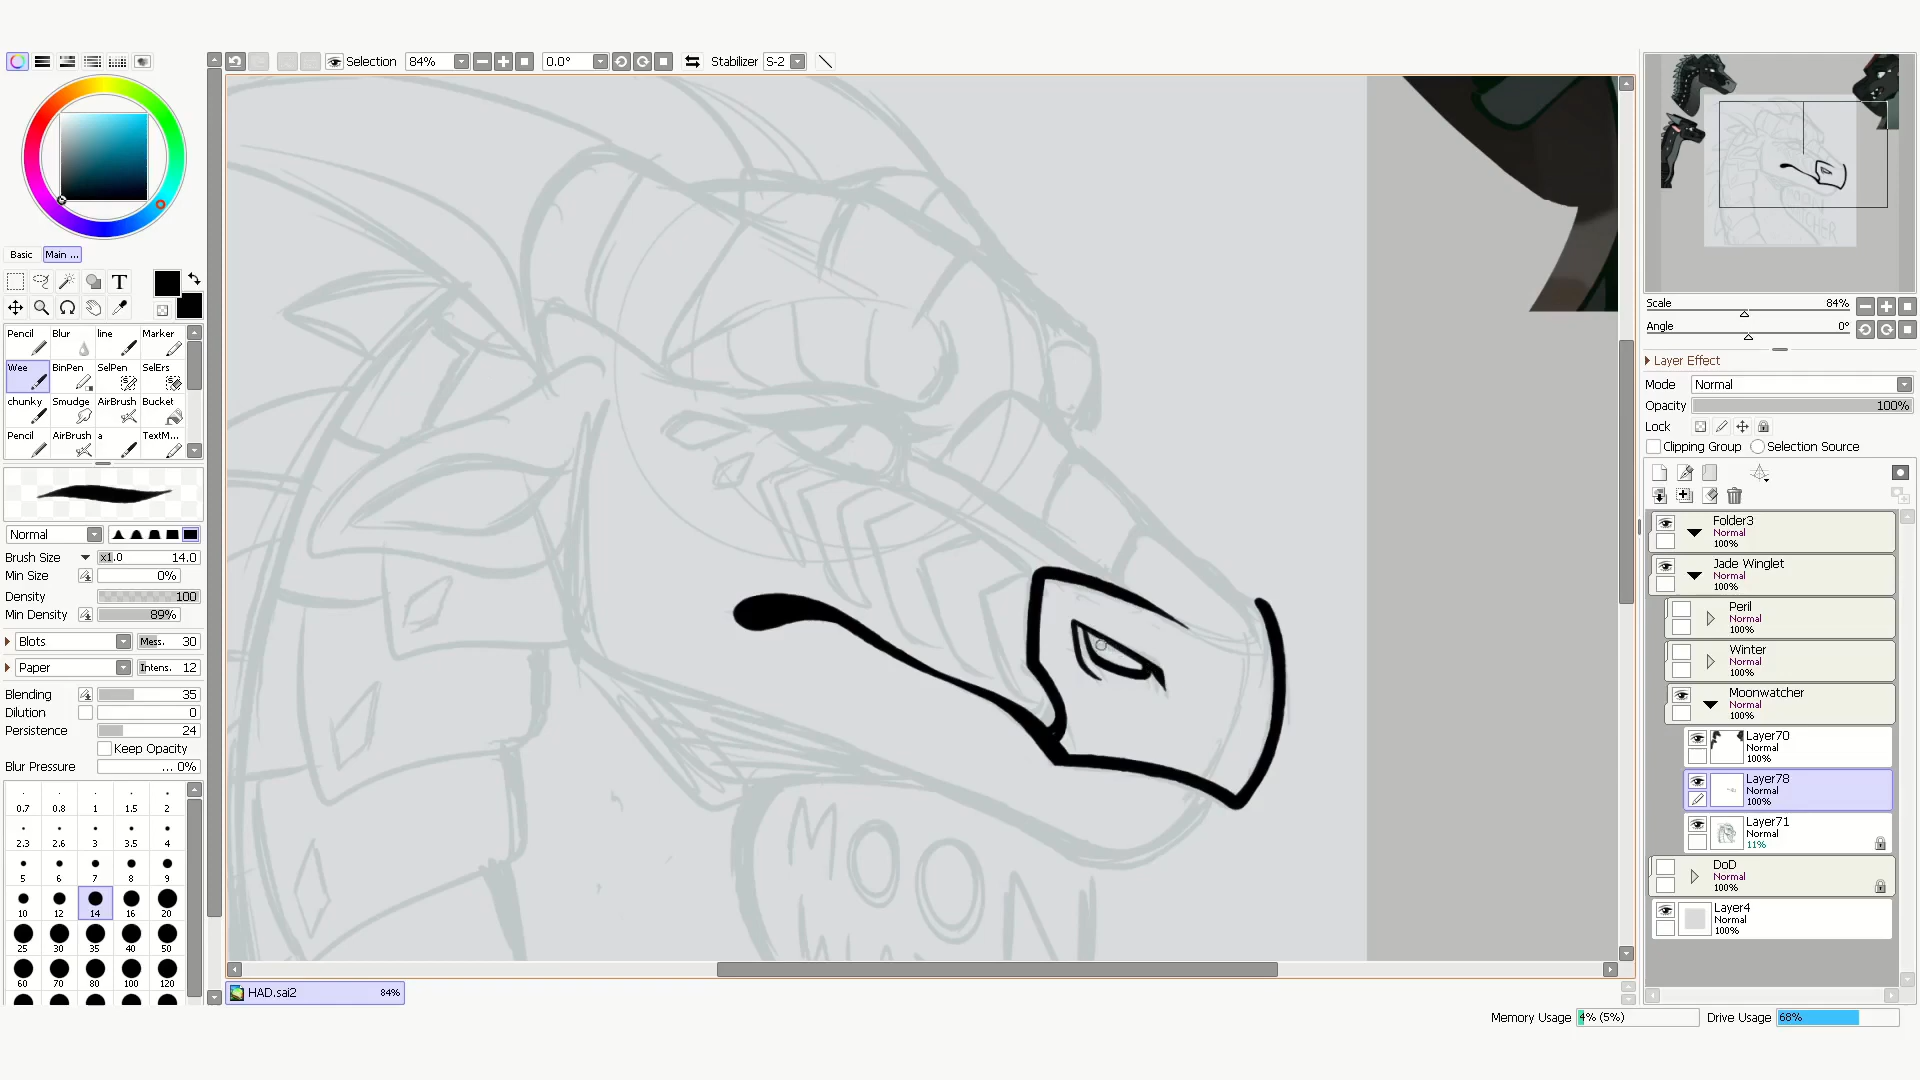 Selection 84% 0.0° Stabilizer S-2
Basic Main ...
T
Pencil Blur line Marker
Wee BinPen SelPen SelErs
chunky Smudge AirBrush Bucket
Pencil AirBrush a TextM...
Normal
Brush Size x1.0 14.0
Min Size 0%
Density 100
Min Density 89%
Blots Mess. 30
Paper Intens. 12
Blending 35
Dilution 0
Persistence 24
Keep Opacity
Blur Pressure ... 0%
0.7 0.8 1 1.5 2
2.3 2.6 3 3.5 4
5 6 7 8 9
10 12 14 16 20
25 30 35 40 50
60 70 80 100 120
MOON
HAD.sai2 84%
Scale 84%
Angle 0°
Layer Effect
Mode Normal
Opacity 100%
Lock
Clipping Group Selection Source
Folder3
Normal
100%
Jade Winglet
Normal
100%
Peril
Normal
100%
Winter
Normal
100%
Moonwatcher
Normal
100%
Layer70
Normal
100%
Layer78
Normal
100%
Layer71
Normal
11%
DoD
Normal
100%
Layer4
Normal
100%
Memory Usage 4% (5%) Drive Usage 68%